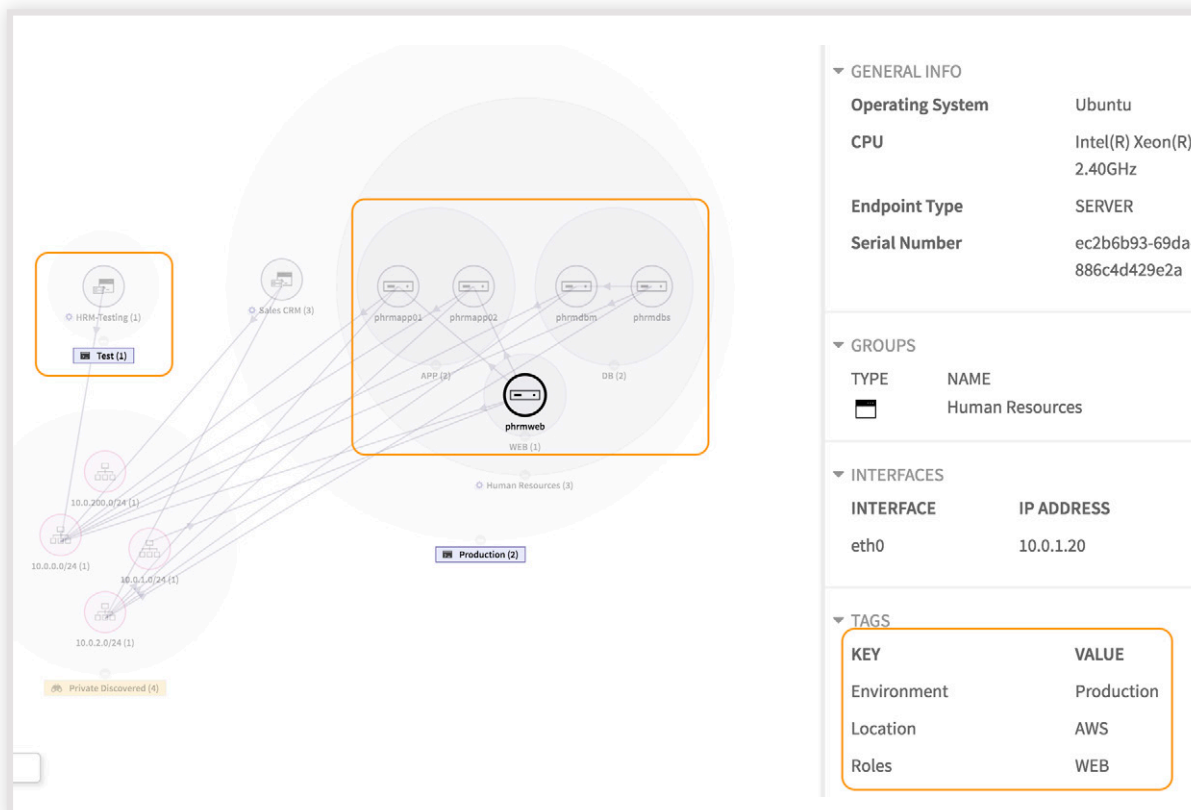 HRM-Testing (1)
Test (1)
Sales CRM (3)
phrmapp01
phrmapp02
phrmdbm
phrmdbs
APP (2)
DB (2)
phrmweb
WEB (1)
Human Resources (3)
Production (2)
10.0.200.0/24 (1)
10.0.0.0/24 (1)
10.0.1.0/24 (1)
10.0.2.0/24 (1)
Private Discovered (4)
GENERAL INFO
Operating System Ubuntu
CPU Intel(R) Xeon(R)
2.40GHz
Endpoint Type SERVER
Serial Number ec2b6b93-69da
886c4d429e2a
GROUPS
TYPE NAME
Human Resources
INTERFACES
INTERFACE IP ADDRESS
eth0 10.0.1.20
TAGS
KEY VALUE
Environment Production
Location AWS
Roles WEB